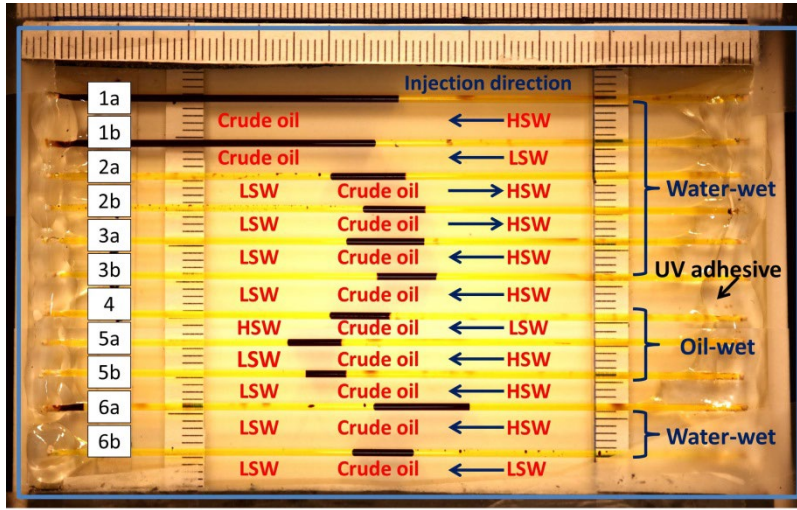 Injection direction
1a
Crude oil HSW
1b
Crude oil LSW
2a
LSW Crude oil HSW
Water-wet
2b
LSW Crude oil HSW
3a
LSW Crude oil HSW
3b
UV adhesive
LSW Crude oil HSW
4
HSW Crude oil LSW
5a
Oil-wet
LSW Crude oil HSW
5b
LSW Crude oil HSW
6a
LSW Crude oil HSW
Water-wet
6b
LSW Crude oil LSW